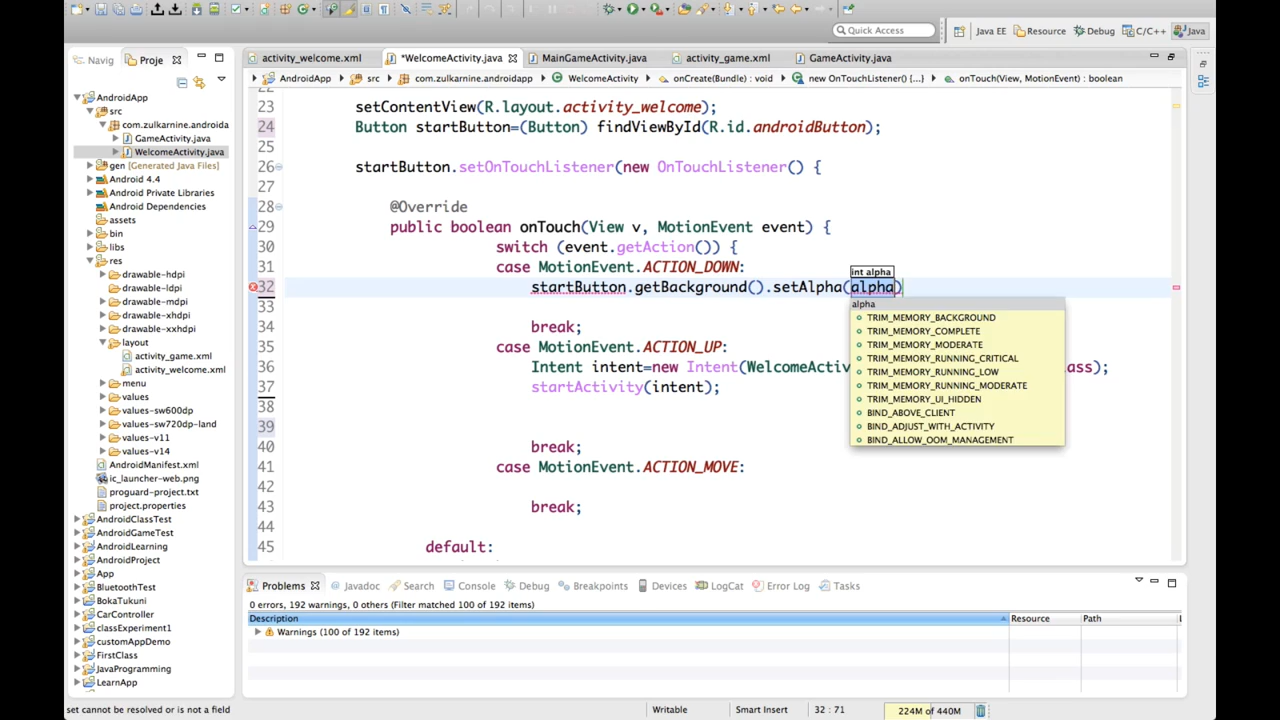 Quick Access
Java EE
Resource
Debug
C/C++
Java
Navig
Proje
activity_welcome.xml
*WelcomeActivity.java
MainGameActivity.java
activity_game.xml
GameActivity.java
AndroidApp
src
com.zulkarnine.androidapp
WelcomeActivity
onCreate(Bundle) : void
new OnTouchListener() {...}
onTouch(View, MotionEvent) : boolean
AndroidApp
src
com.zulkarnine.androida
GameActivity.java
WelcomeActivity.java
gen [Generated Java Files]
Android 4.4
Android Private Libraries
Android Dependencies
assets
bin
libs
res
drawable-hdpi
drawable-ldpi
drawable-mdpi
drawable-xhdpi
drawable-xxhdpi
layout
activity_game.xml
activity_welcome.xml
menu
values
values-sw600dp
values-sw720dp-land
values-v11
values-v14
AndroidManifest.xml
ic_launcher-web.png
proguard-project.txt
project.properties
AndroidClassTest
AndroidGameTest
AndroidLearning
AndroidProject
App
BluetoothTest
BokaTukuni
CarController
classExperiment1
customAppDemo
FirstClass
JavaProgramming
LearnApp
22
23 setContentView(R.layout.activity_welcome);
24 Button startButton=(Button) findViewById(R.id.androidButton);
25
26 startButton.setOnTouchListener(new OnTouchListener() {
27
28 @Override
29 public boolean onTouch(View v, MotionEvent event) {
30 switch (event.getAction()) {
31 case MotionEvent.ACTION_DOWN:
int alpha
32 startButton.getBackground().setAlpha(alpha)
33
34 break;
35 case MotionEvent.ACTION_UP:
36 Intent intent=new Intent(WelcomeActiv
ass);
37 startActivity(intent);
38
39
40 break;
41 case MotionEvent.ACTION_MOVE:
42
43 break;
44
45 default:
alpha
TRIM_MEMORY_BACKGROUND
TRIM_MEMORY_COMPLETE
TRIM_MEMORY_MODERATE
TRIM_MEMORY_RUNNING_CRITICAL
TRIM_MEMORY_RUNNING_LOW
TRIM_MEMORY_RUNNING_MODERATE
TRIM_MEMORY_UI_HIDDEN
BIND_ABOVE_CLIENT
BIND_ADJUST_WITH_ACTIVITY
BIND_ALLOW_OOM_MANAGEMENT
Problems
Javadoc
Search
Console
Debug
Breakpoints
Devices
LogCat
Error Log
Tasks
0 errors, 192 warnings, 0 others (Filter matched 100 of 192 items)
Description
Resource
Path
Warnings (100 of 192 items)
set cannot be resolved or is not a field
Writable
Smart Insert
32 : 71
224M of 440M